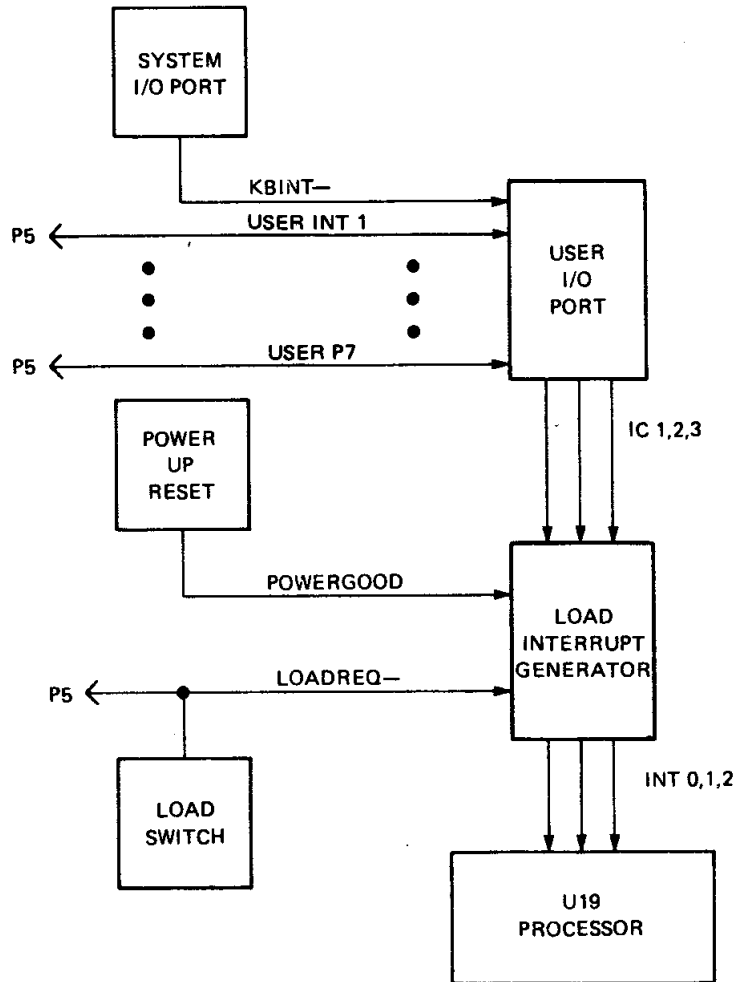 SYSTEM
I/O PORT
KBINT—
USER INT 1
P5
USER
I/O
PORT
USER P7
P5
IC 1,2,3
POWER
UP
RESET
POWERGOOD
LOAD
INTERRUPT
GENERATOR
LOADREQ—
P5
LOAD
SWITCH
INT 0,1,2
U19
PROCESSOR